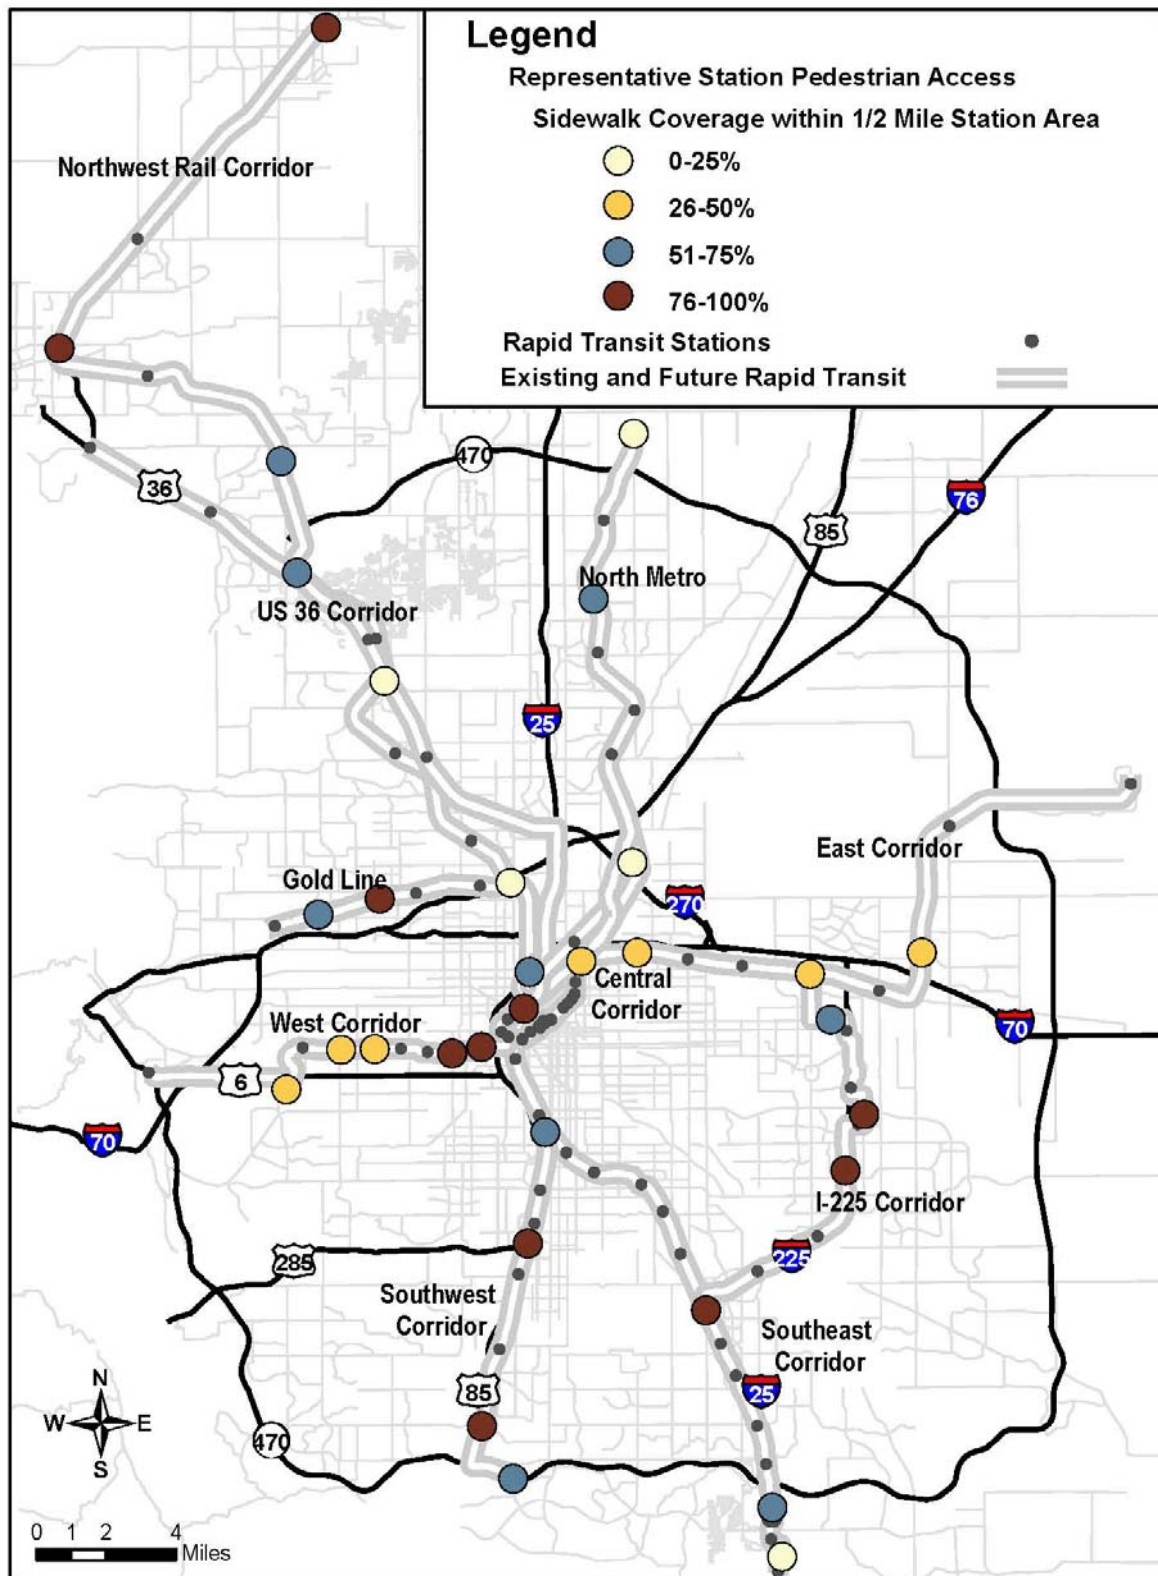 Legend
Representative Station Pedestrian Access
Sidewalk Coverage within 1/2 Mile Station Area
0-25%
26-50%
51-75%
76-100%
Rapid Transit Stations
Existing and Future Rapid Transit
Northwest Rail Corridor
470
36
76
85
North Metro
US 36 Corridor
25
East Corridor
Gold Line
270
Central
Corridor
West Corridor
70
6
70
I-225 Corridor
285
225
Southwest
Corridor
Southeast
Corridor
85
25
N
W
E
S
470
0 1 2 4
Miles